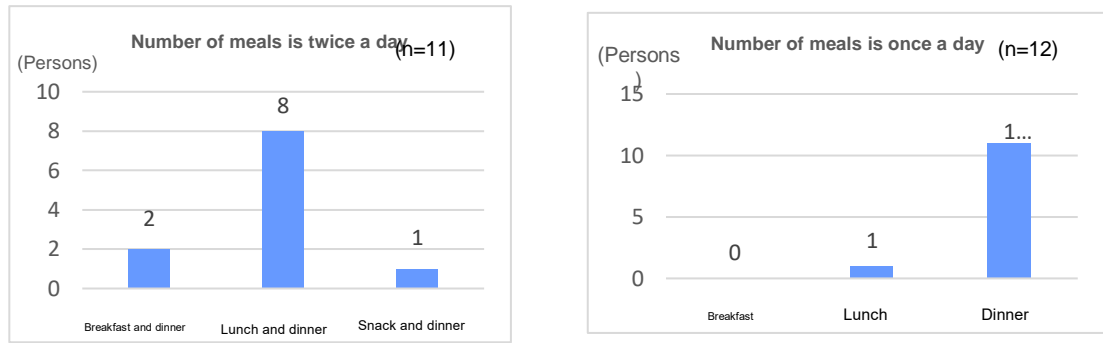 Number of meals is twice a day (n=11)
(Persons)
10
8
6
4
2
0
2
8
1
Breakfast and dinner Lunch and dinner Snack and dinner
Number of meals is once a day (n=12)
(Persons
)
15
10
5
0
0
1
1…
Breakfast Lunch Dinner